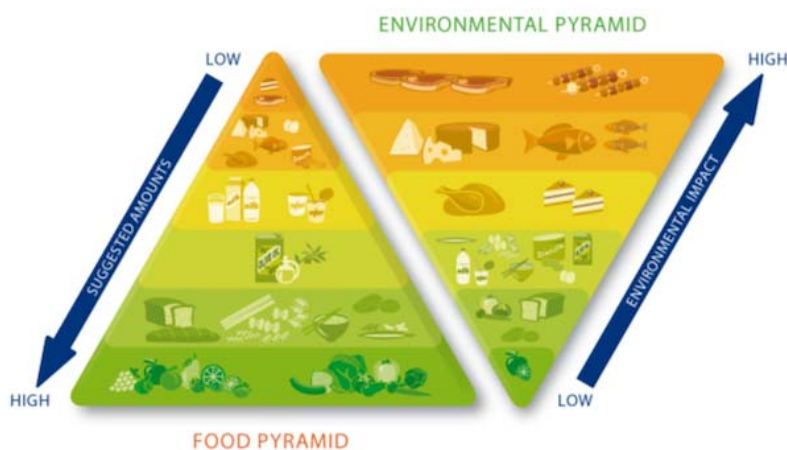 ENVIRONMENTAL PYRAMID
LOW
HIGH
SUGGESTED AMOUNTS
ENVIRONMENTAL IMPACT
HIGH
LOW
FOOD PYRAMID